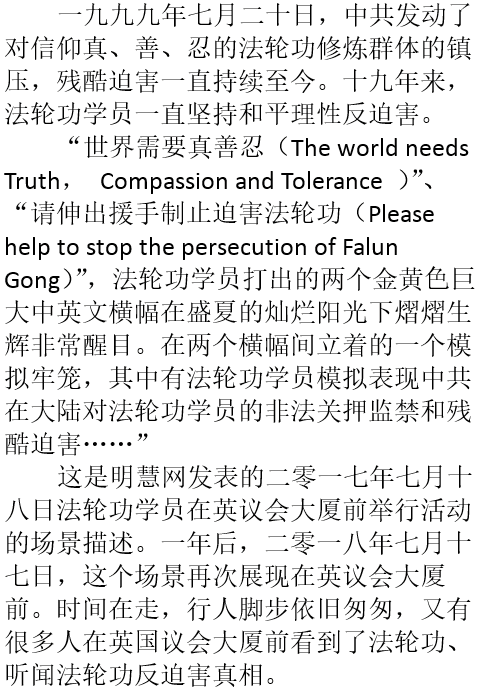 一九九九年七月二十日，中共发动了
对信仰真、善、忍的法轮功修炼群体的镇
压，残酷迫害一直持续至今。十九年来，
法轮功学员一直坚持和平理性反迫害。
“世界需要真善忍（The world needs
Truth， Compassion and Tolerance ）”、
“请伸出援手制止迫害法轮功（Please
help to stop the persecution of Falun
Gong）”，法轮功学员打出的两个金黄色巨
大中英文横幅在盛夏的灿烂阳光下熠熠生
辉非常醒目。在两个横幅间立着的一个模
拟牢笼，其中有法轮功学员模拟表现中共
在大陆对法轮功学员的非法关押监禁和残
酷迫害……”
这是明慧网发表的二零一七年七月十
八日法轮功学员在英议会大厦前举行活动
的场景描述。一年后，二零一八年七月十
七日，这个场景再次展现在英议会大厦
前。时间在走，行人脚步依旧匆匆，又有
很多人在英国议会大厦前看到了法轮功、
听闻法轮功反迫害真相。